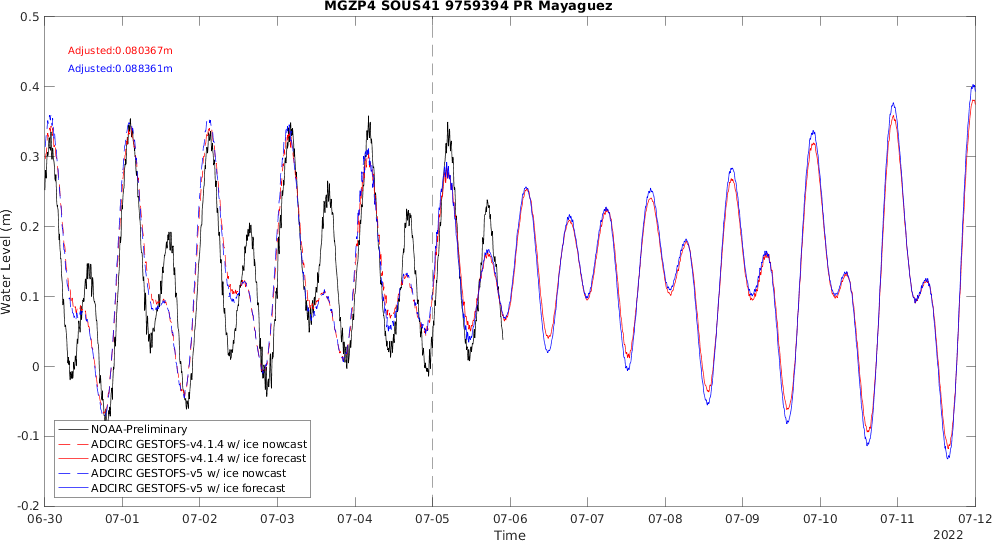 MGZP4 SOUS41 9759394 PR Mayaguez
Adjusted:0.080367m
Adjusted:0.088361m
Water Level (m)
0.5
0.4
0.3
0.2
0.1
0
-0.1
-0.2
NOAA-Preliminary
ADCIRC GESTOFS-v4.1.4 w/ ice nowcast
ADCIRC GESTOFS-v4.1.4 w/ ice forecast
ADCIRC GESTOFS-v5 w/ ice nowcast
ADCIRC GESTOFS-v5 w/ ice forecast
06-30 07-01 07-02 07-03 07-04 07-05 07-06 07-07 07-08 07-09 07-10 07-11 07-12
Time
2022